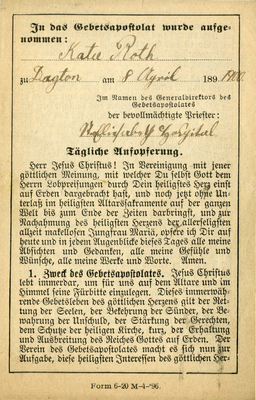 In das Gebetsapostolat wurde aufge-
nommen:
Katie Roth
zu Dayton am 8 April 189 1900.
Im Namen des Generaldirektors des
Gebetsapostolates
der bevollmächtigte Priester:
Hospital
Tägliche Aufopferung.
Herr Jesus Christus! In Vereinigung mit jener
göttlichen Meinung, mit welcher Du selbst Gott dem
Herrn Lobpreisungen durch Dein heiligstes Herz einst
auf Erden dargebracht hast, und noch jetzt ohne Un-
terlaß im heiligsten Altarssakramente auf der ganzen
Welt bis zum Ende der Zeiten darbringst, und zur
Nachahmung des heiligsten Herzens der allerseligsten
allzeit makellosen Jungfrau Mariä, opfere ich Dir auf
heute und in jedem Augenblicke dieses Tages alle meine
Absichten und Gedanken, alle meine Gefühle und
Wünsche, alle meine Werke und Worte. Amen.
1. Zweck des Gebetsapostolates. Jesus Christus
lebt immerdar, um für uns auf dem Altare und im
Himmel seine Fürbitte einzulegen. Dieses immerwäh-
rende Gebetsleben des göttlichen Herzens gilt der Ret-
tung der Seelen, der Bekehrung der Sünder, der Be-
wahrung der Unschuld, der Stärkung der Gerechten,
dem Schutze der heiligen Kirche, kurz, der Erhaltung
und Ausbreitung des Reiches Gottes auf Erden. Der
Verein des Gebetsapostolates macht es sich nun zur
Aufgabe, diese heiligsten Interessen des göttlichen Her-
Form 6-20 M-4-'96.